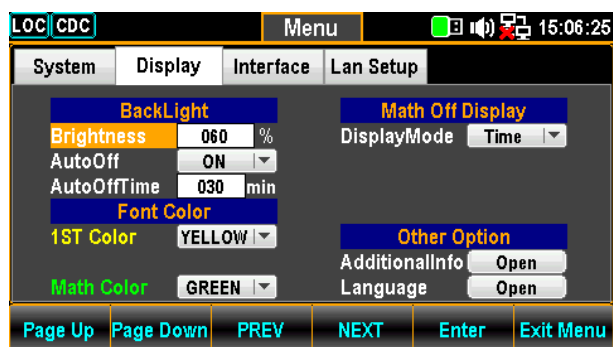 LOC CDC Menu 15:06:25
System Display Interface Lan Setup
BackLight
Brightness 060 %
AutoOff ON
AutoOffTime 030 min
Font Color
1ST Color YELLOW
Math Color GREEN
Math Off Display
DisplayMode Time
Other Option
AdditionalInfo Open
Language Open
Page Up Page Down PREV NEXT Enter Exit Menu